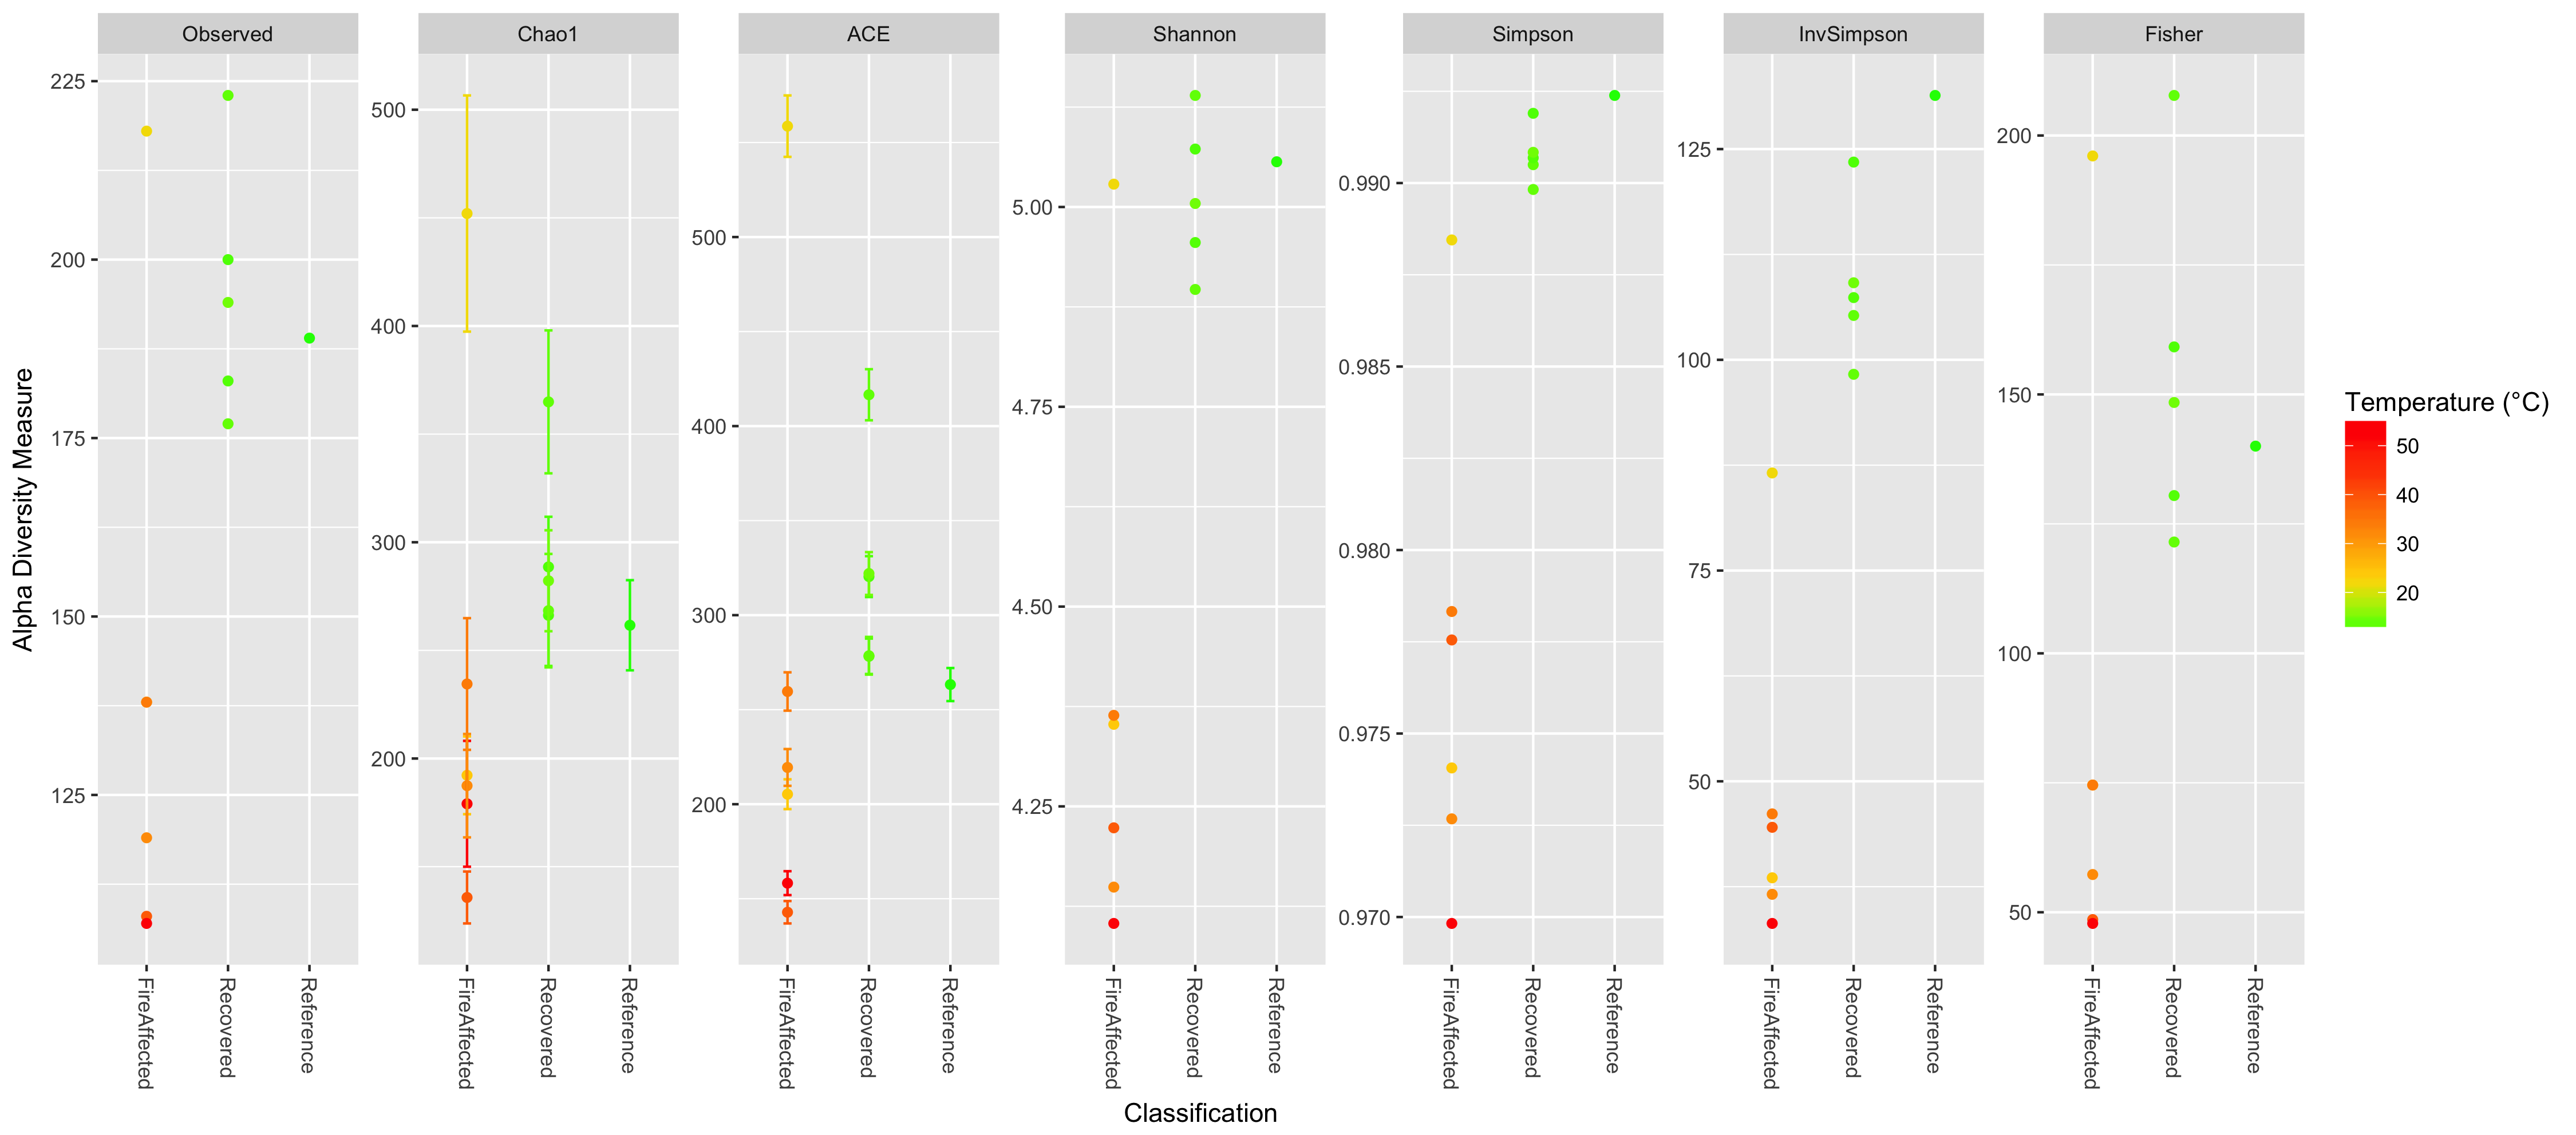 Observed
Chao1
ACE
Shannon
Simpson
InvSimpson
Fisher
Alpha Diversity Measure
225
200
175
150
125
500
400
300
200
500
400
300
200
5.00
4.75
4.50
4.25
0.990
0.985
0.980
0.975
0.970
125
100
75
50
200
150
100
50
FireAffected
Recovered
Reference
FireAffected
Recovered
Reference
FireAffected
Recovered
Reference
FireAffected
Recovered
Reference
FireAffected
Recovered
Reference
FireAffected
Recovered
Reference
FireAffected
Recovered
Reference
Classification
Temperature (°C)
50
40
30
20